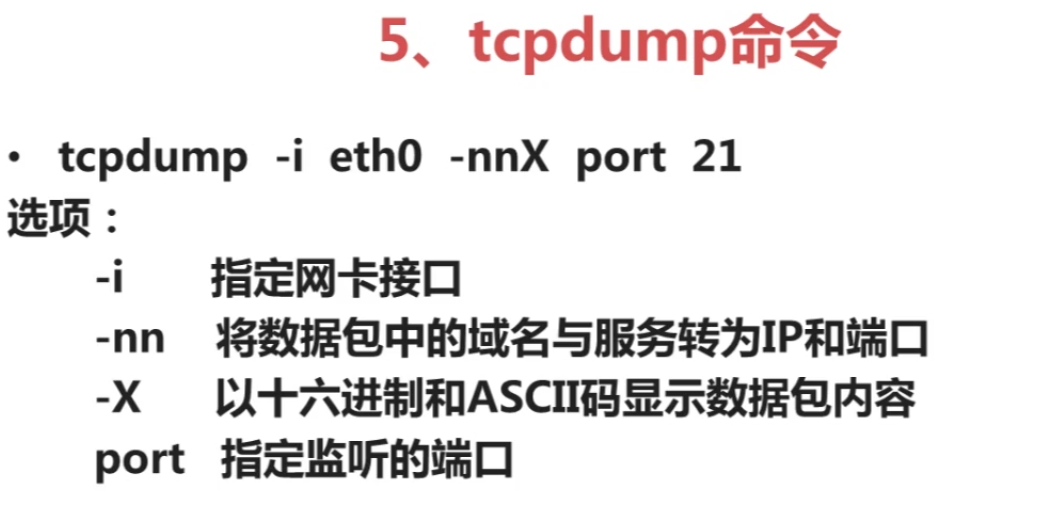 5、tcpdump命令
• tcpdump -i eth0 -nnX port 21
选项：
-i 指定网卡接口
-nn 将数据包中的域名与服务转为IP和端口
-X 以十六进制和ASCII码显示数据包内容
port 指定监听的端口